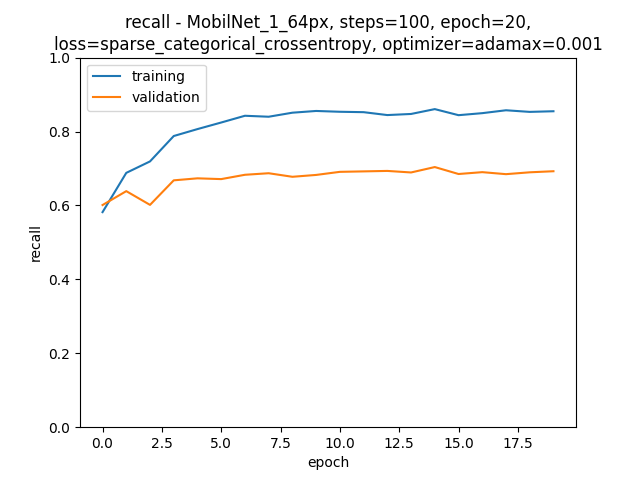 recall - MobilNet_1_64px, steps=100, epoch=20,
loss=sparse_categorical_crossentropy, optimizer=adamax=0.001
training
validation
1.0
0.8
0.6
0.4
0.2
0.0
recall
0.0 2.5 5.0 7.5 10.0 12.5 15.0 17.5
epoch